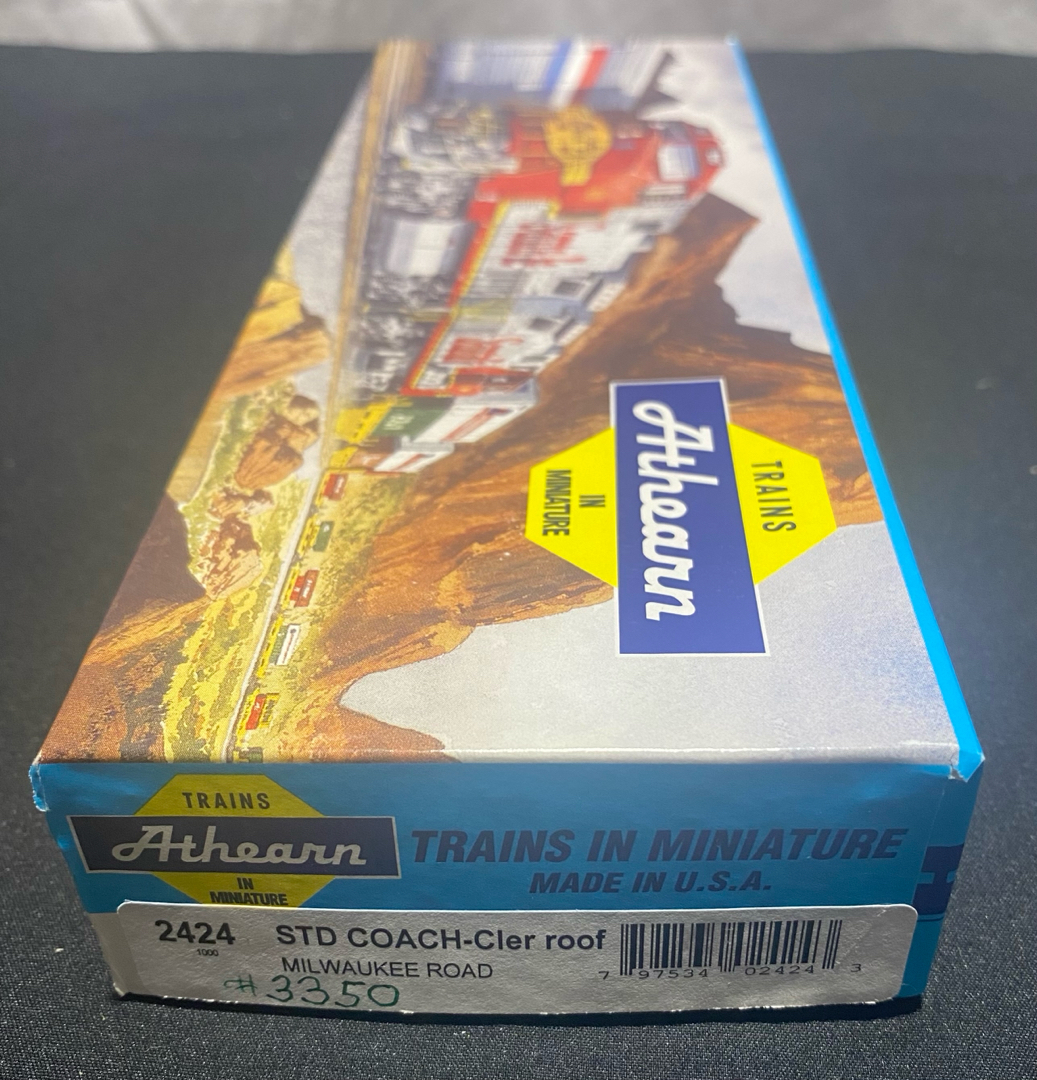 TRAINS
Athearn
IN
MINIATURE
TRAINS
Athearn
IN
MINIATURE
TRAINS IN MINIATURE
MADE IN U.S.A.
2424 STD COACH-Cler roof
1000
MILWAUKEE ROAD
#3350
7 97534 02424 3